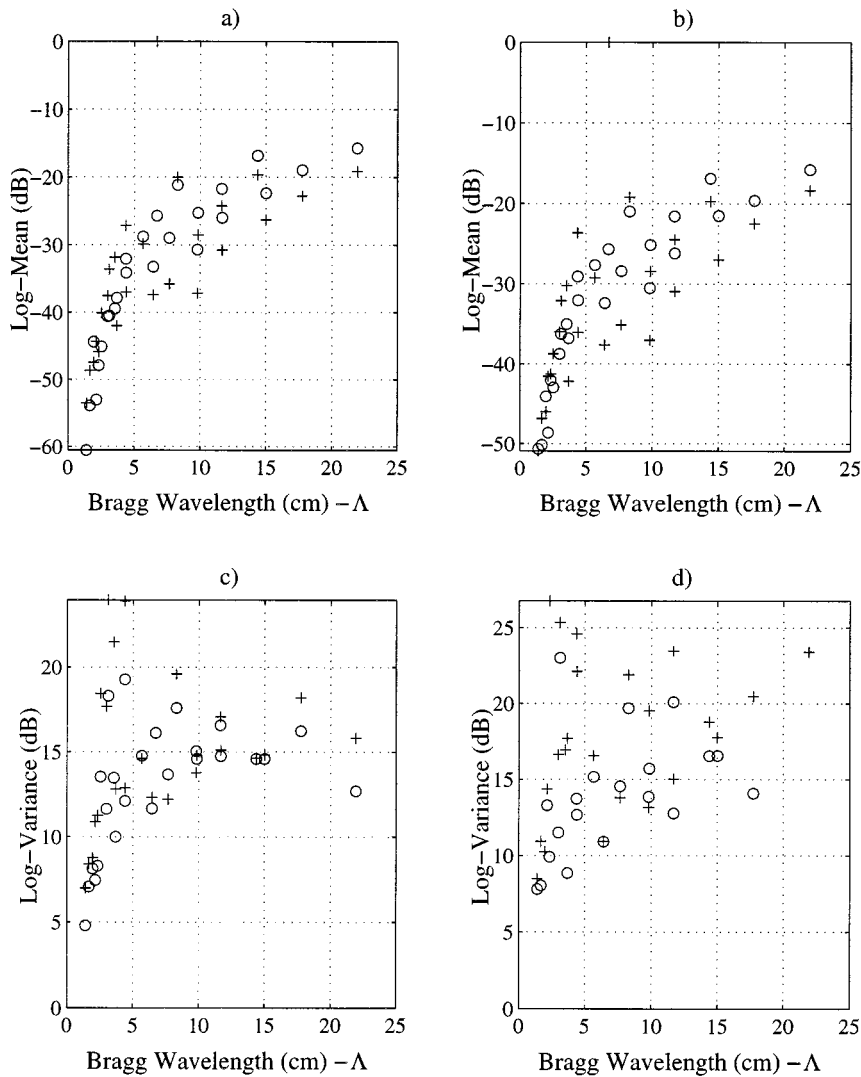 a)
0
−10
−20
−30
−40
−50
−60
Log−Mean (dB)
0 5 10 15 20 25
Bragg Wavelength (cm) −Λ
b)
0
−10
−20
−30
−40
−50
Log−Mean (dB)
0 5 10 15 20 25
Bragg Wavelength (cm) −Λ
c)
20
15
10
5
0
Log−Variance (dB)
0 5 10 15 20 25
Bragg Wavelength (cm) −Λ
d)
25
20
15
10
5
0
Log−Variance (dB)
0 5 10 15 20 25
Bragg Wavelength (cm) −Λ